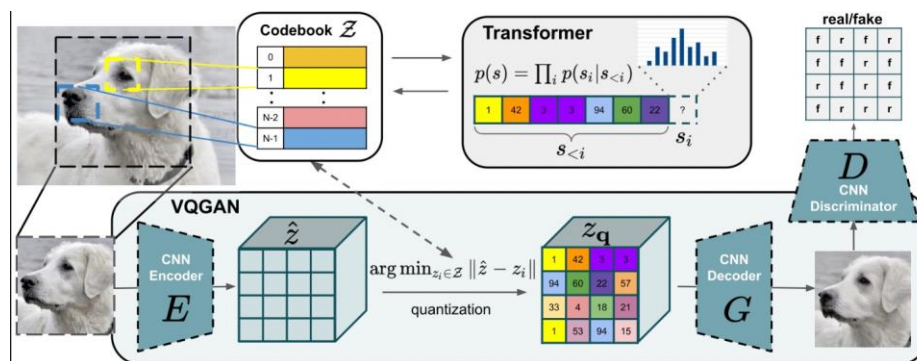 Codebook 𝒵
0
1
N-2
N-1
Transformer
p(s) = ∏ᵢ p(sᵢ|s<ᵢ)
1 42 3 3 94 60 22 ?
s<ᵢ
sᵢ
real/fake
f r f r
f f r r
r f r f
f r r r
D
CNN
Discriminator
VQGAN
CNN
Encoder
E
ẑ
arg min_{zᵢ∈𝒵} ‖ẑ − zᵢ‖
quantization
z_q
1 42 3 3
94 60 22 57
33 4 18 21
1 53 94 15
CNN
Decoder
G